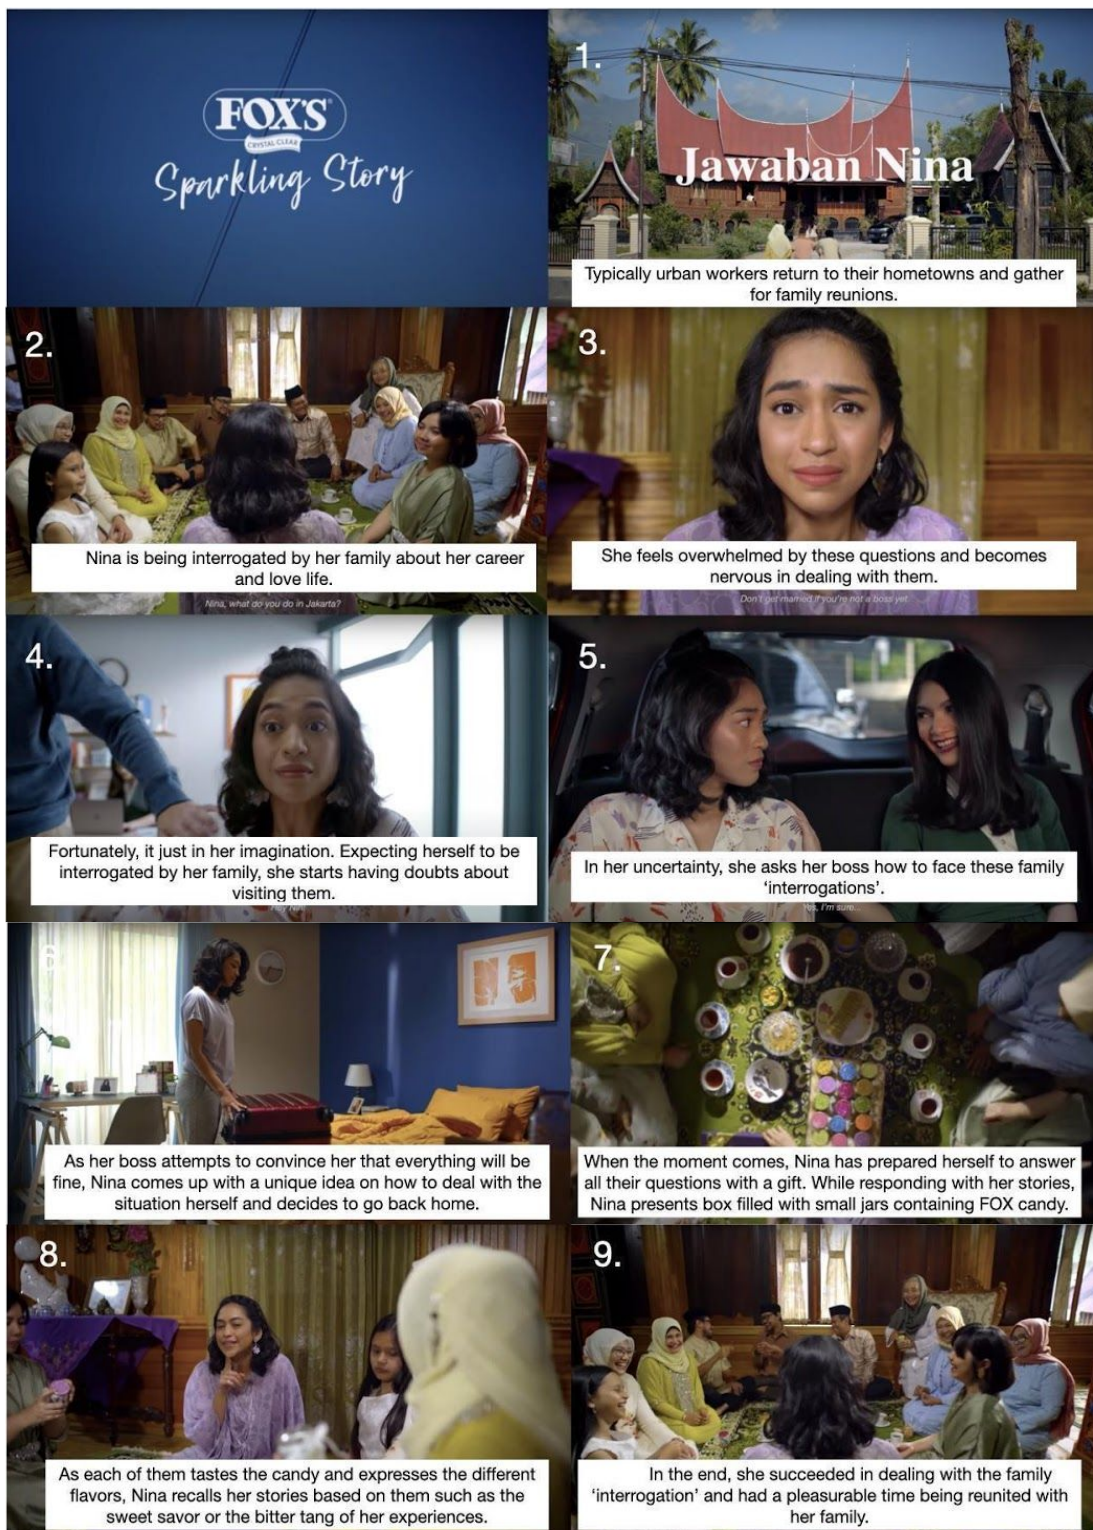 FOX'S
CRYSTAL CLEAR
Sparkling Story
1.
Jawaban Nina
Typically urban workers return to their hometowns and gather
for family reunions.
2.
Nina is being interrogated by her family about her career
and love life.
Nina, what do you do in Jakarta?
3.
She feels overwhelmed by these questions and becomes
nervous in dealing with them.
Don't get married if you're not a boss yet
4.
Fortunately, it just in her imagination. Expecting herself to be
interrogated by her family, she starts having doubts about
visiting them.
5.
In her uncertainty, she asks her boss how to face these family
‘interrogations’.
Yes, I'm sure...
6.
As her boss attempts to convince her that everything will be
fine, Nina comes up with a unique idea on how to deal with the
situation herself and decides to go back home.
7.
When the moment comes, Nina has prepared herself to answer
all their questions with a gift. While responding with her stories,
Nina presents box filled with small jars containing FOX candy.
8.
As each of them tastes the candy and expresses the different
flavors, Nina recalls her stories based on them such as the
sweet savor or the bitter tang of her experiences.
9.
In the end, she succeeded in dealing with the family
‘interrogation’ and had a pleasurable time being reunited with
her family.